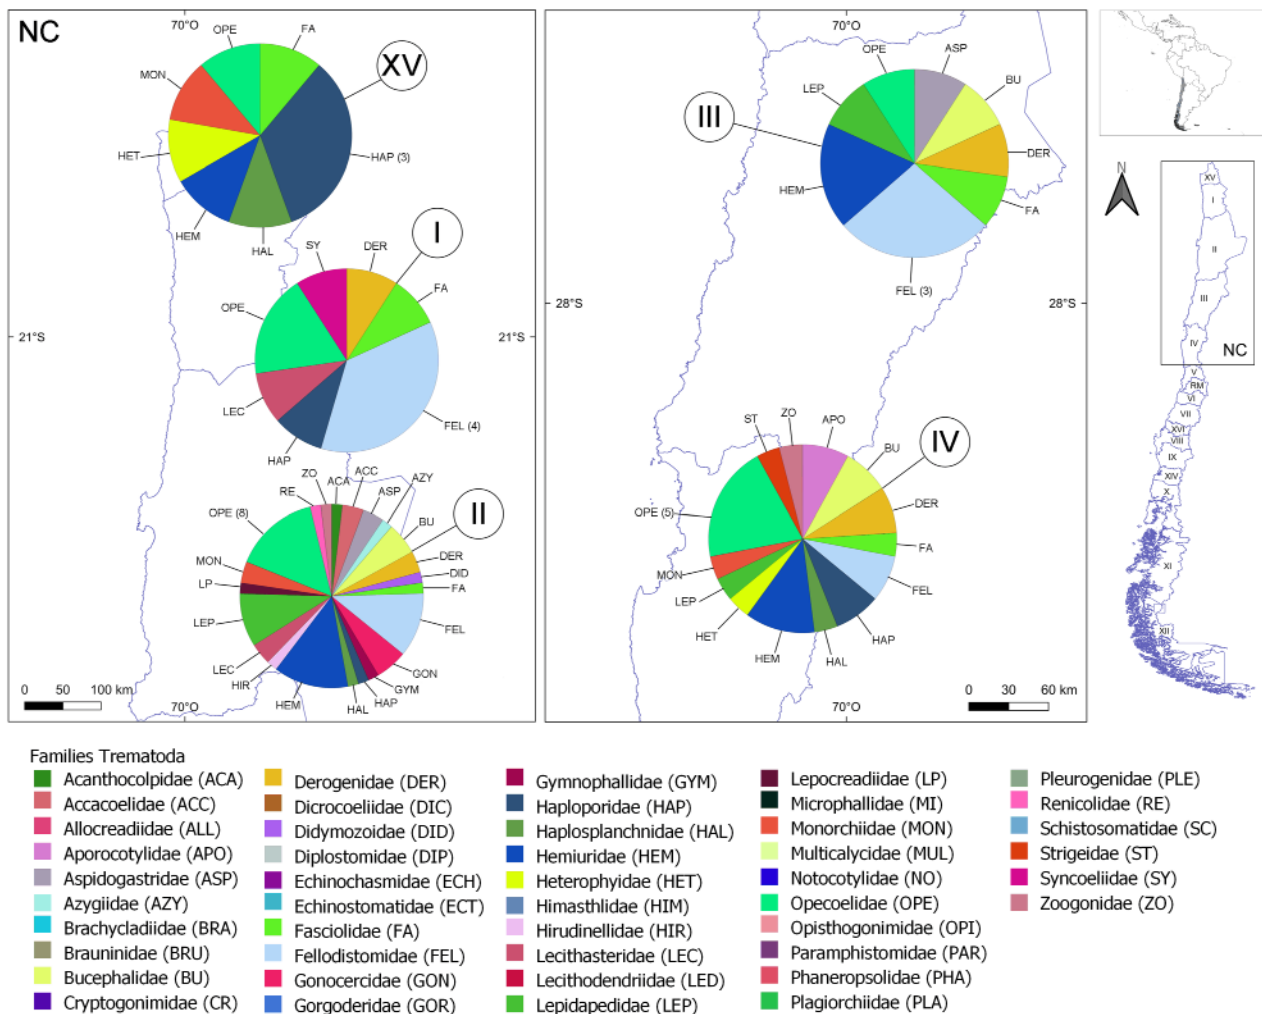 NC
70°O
XV
OPE
FA
MON
HAP (3)
HET
HEM
HAL
I
SY
DER
FA
OPE
LEC
HAP
FEL (4)
21°S
21°S
II
ZO
ACA
ACC
ASP
AZY
RE
BU
OPE (8)
DER
MON
DID
LP
FA
LEP
FEL
LEC
GON
HIR
GYM
HEM
HAL
HAP
0 50 100 km
70°O
70°O
III
OPE
ASP
LEP
BU
DER
HEM
FA
FEL (3)
28°S
28°S
IV
ST
ZO
APO
BU
DER
OPE (5)
FA
MON
FEL
LEP
HET
HAP
HEM
HAL
0 30 60 km
70°O
N
XV
I
II
III
IV
NC
V
RM
VI
VII
XVI
VIII
IX
XIV
X
XI
XII
Families Trematoda
Acanthocolpidae (ACA)
Accacoelidae (ACC)
Allocreadiidae (ALL)
Aporocotylidae (APO)
Aspidogastridae (ASP)
Azygiidae (AZY)
Brachycladiidae (BRA)
Brauninidae (BRU)
Bucephalidae (BU)
Cryptogonimidae (CR)
Derogenidae (DER)
Dicrocoeliidae (DIC)
Didymozoidae (DID)
Diplostomidae (DIP)
Echinochasmidae (ECH)
Echinostomatidae (ECT)
Fasciolidae (FA)
Fellodistomidae (FEL)
Gonocercidae (GON)
Gorgoderidae (GOR)
Gymnophallidae (GYM)
Haploporidae (HAP)
Haplosplanchnidae (HAL)
Hemiuridae (HEM)
Heterophyidae (HET)
Himasthlidae (HIM)
Hirudinellidae (HIR)
Lecithasteridae (LEC)
Lecithodendriidae (LED)
Lepidapedidae (LEP)
Lepocreadiidae (LP)
Microphallidae (MI)
Monorchiidae (MON)
Multicalycidae (MUL)
Notocotylidae (NO)
Opecoelidae (OPE)
Opisthogonimidae (OPI)
Paramphistomidae (PAR)
Phaneropsolidae (PHA)
Plagiorchiidae (PLA)
Pleurogenidae (PLE)
Renicolidae (RE)
Schistosomatidae (SC)
Strigeidae (ST)
Syncoeliidae (SY)
Zoogonidae (ZO)